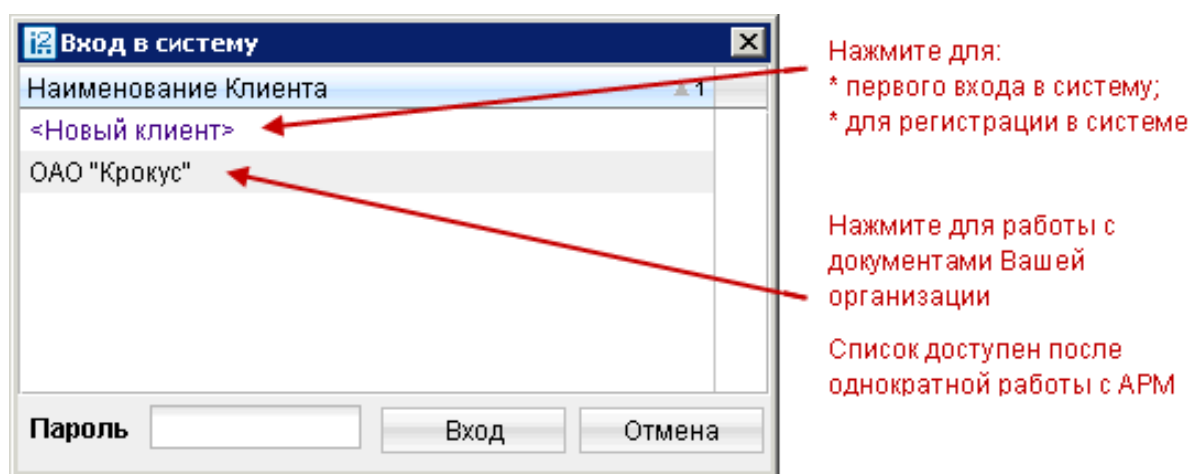 i2 Вход в систему
Наименование Клиента 1
<Новый клиент>
ОАО "Крокус"
Пароль Вход Отмена
Нажмите для:
* первого входа в систему;
* для регистрации в системе
Нажмите для работы с
документами Вашей
организации
Список доступен после
однократной работы с АРМ